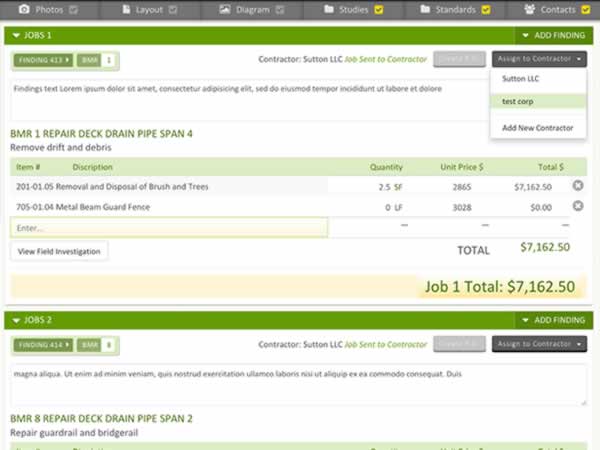 Photos Layout Diagram Studies Standards Contacts
JOBS 1 ADD FINDING
FINDING 413 BMR 1 Contractor: Sutton LLC Job Sent to Contractor Create P.O. Assign to Contractor
Sutton LLC
Findings text Lorem ipsum dolor sit amet, consectetur adipisicing elit, sed do eiusmod tempor incididunt ut labore et dolore
test corp
Add New Contractor
BMR 1 REPAIR DECK DRAIN PIPE SPAN 4
Remove drift and debris
Item # Discription Quantity Unit Price $ Total $
201-01.05 Removal and Disposal of Brush and Trees 2.5 SF 2865 $7,162.50
705-01.04 Metal Beam Guard Fence 0 LF 3028 $0.00
Enter... — — —
View Field Investigation TOTAL $7,162.50
Job 1 Total: $7,162.50
JOBS 2 ADD FINDING
FINDING 414 BMR 8 Contractor: Sutton LLC Job Sent to Contractor Create P.O. Assign to Contractor
magna aliqua. Ut enim ad minim veniam, quis nostrud exercitation ullamco laboris nisi ut aliquip ex ea commodo consequat. Duis
BMR 8 REPAIR DECK DRAIN PIPE SPAN 2
Repair guardrail and bridgerail